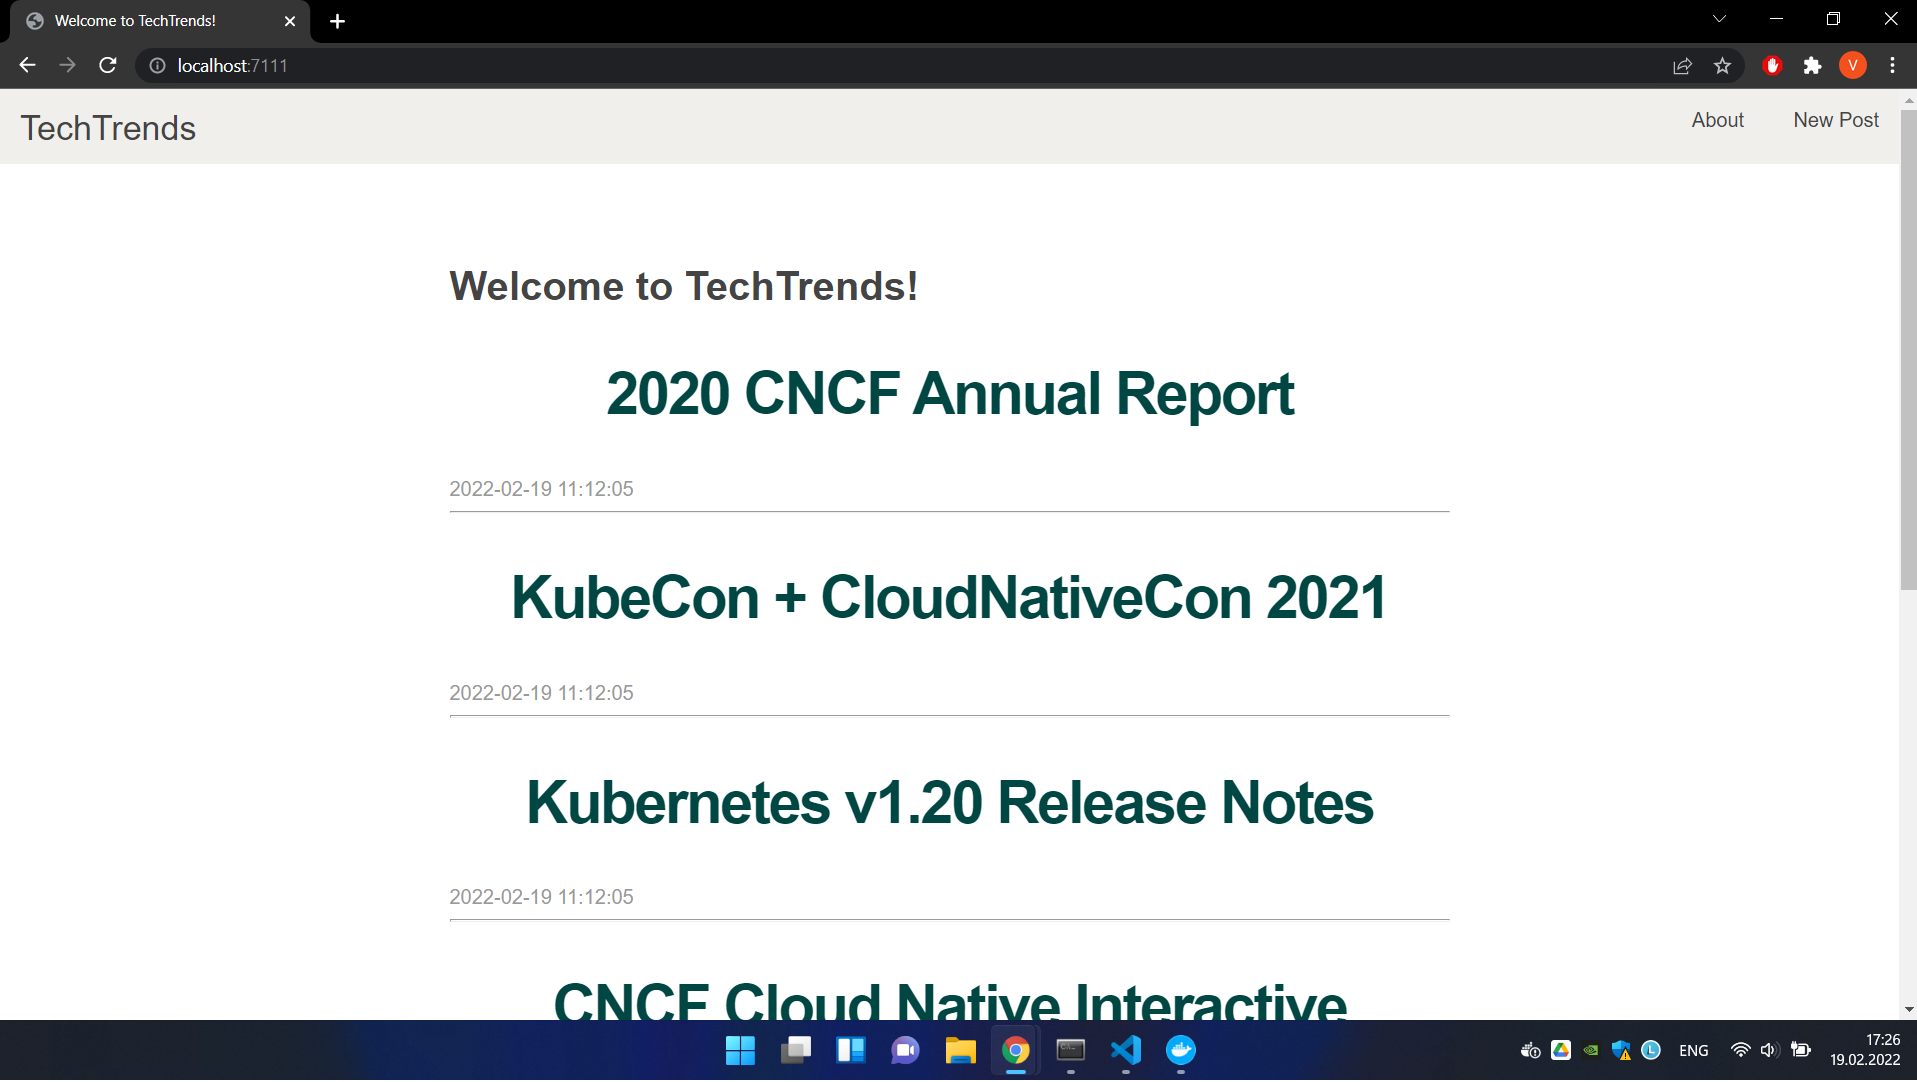 Welcome to TechTrends!
localhost:7111
V
TechTrends
About
New Post
Welcome to TechTrends!
2020 CNCF Annual Report
2022-02-19 11:12:05
KubeCon + CloudNativeCon 2021
2022-02-19 11:12:05
Kubernetes v1.20 Release Notes
2022-02-19 11:12:05
CNCF Cloud Native Interactive
ENG
17:26
19.02.2022